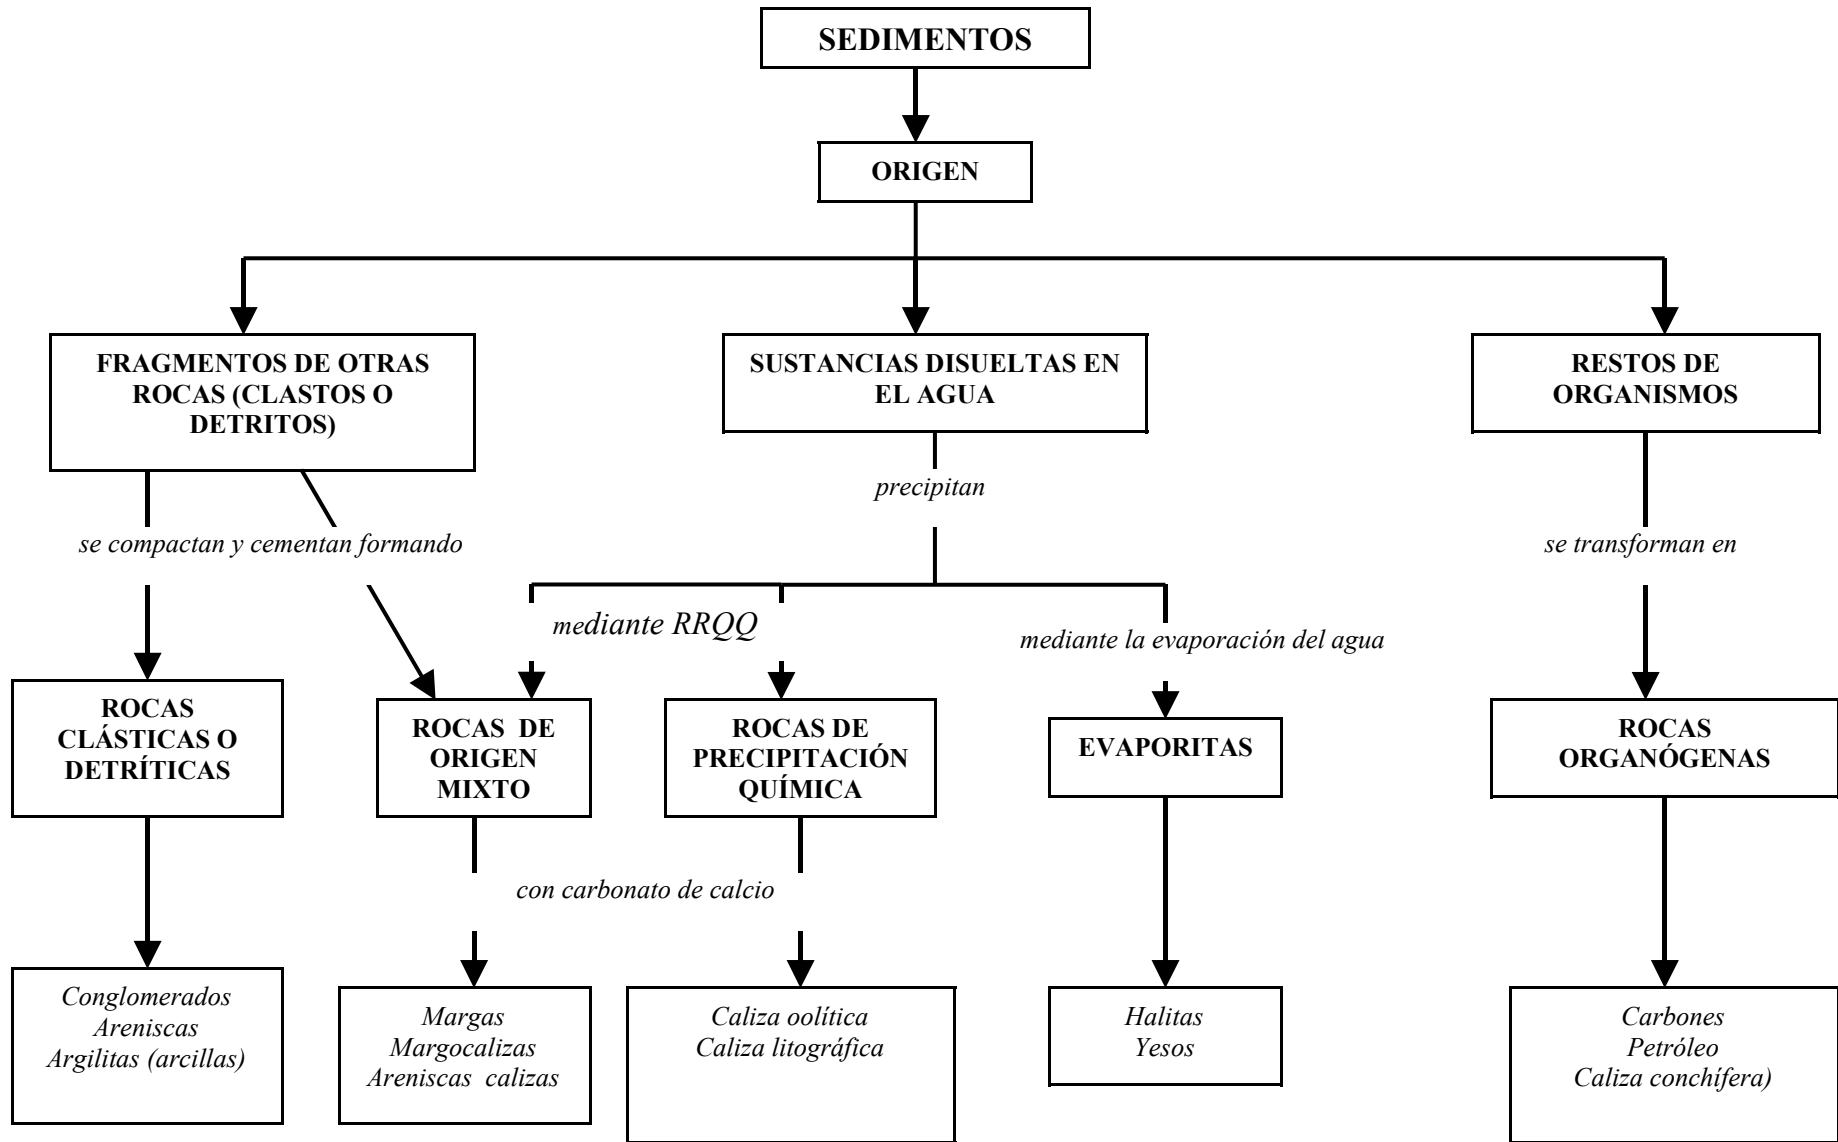 SEDIMENTOS
ORIGEN
FRAGMENTOS DE OTRAS
ROCAS (CLASTOS O
DETRITOS)
SUSTANCIAS DISUELTAS EN
EL AGUA
RESTOS DE
ORGANISMOS
precipitan
se compactan y cementan formando
se transforman en
mediante RRQQ
mediante la evaporación del agua
ROCAS
CLÁSTICAS O
DETRÍTICAS
ROCAS DE
ORIGEN
MIXTO
ROCAS DE
PRECIPITACIÓN
QUÍMICA
EVAPORITAS
ROCAS
ORGANÓGENAS
con carbonato de calcio
Conglomerados
Areniscas
Argilitas (arcillas)
Margas
Margocalizas
Areniscas calizas
Caliza oolítica
Caliza litográfica
Halitas
Yesos
Carbones
Petróleo
Caliza conchífera)